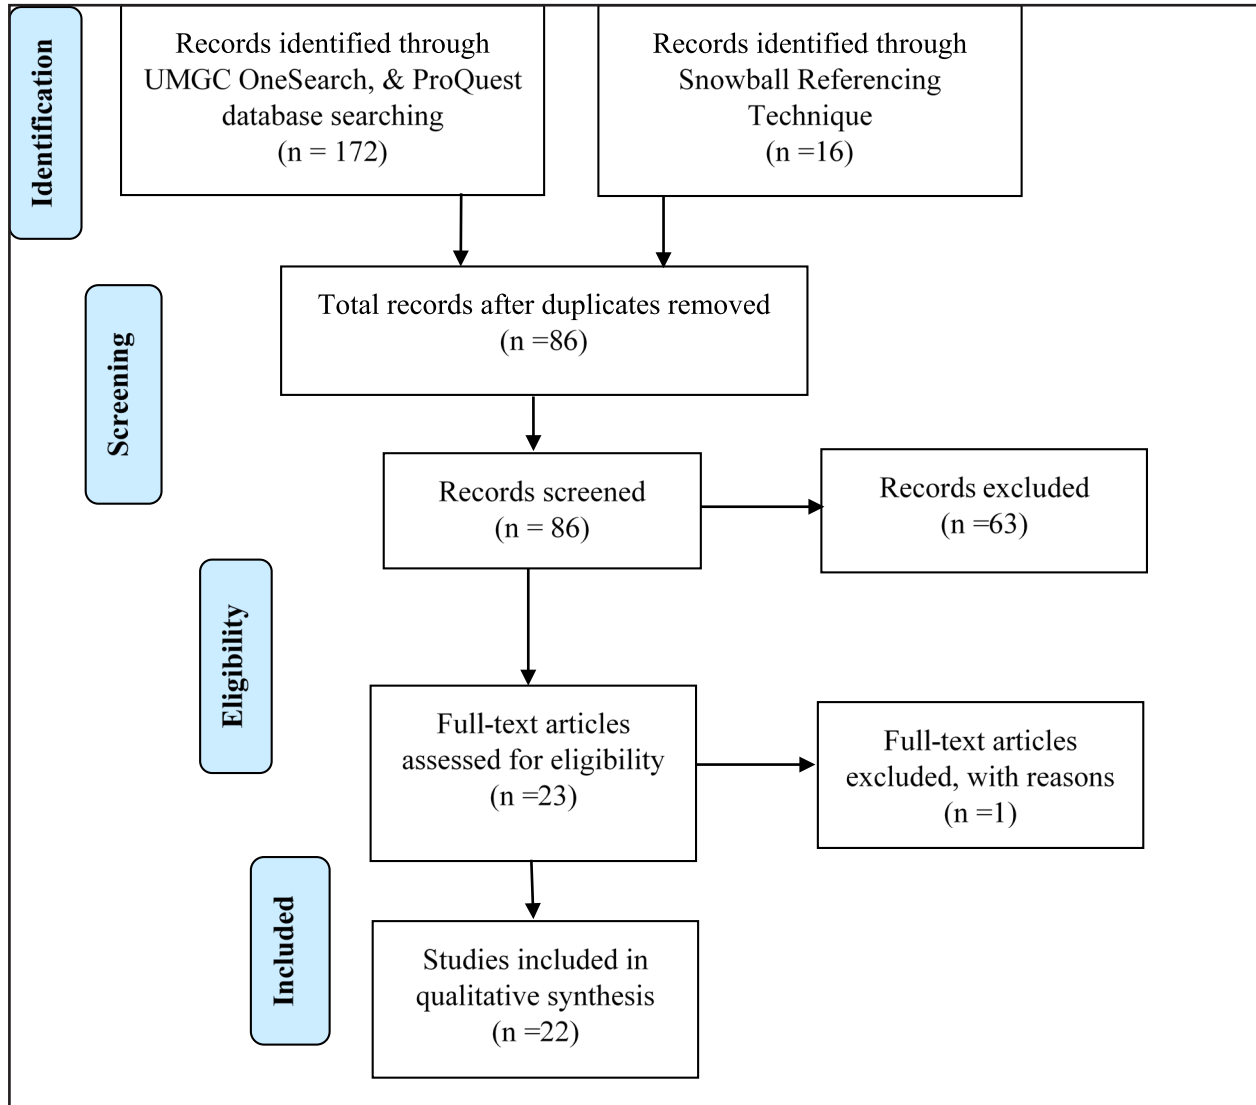 Identification
Records identified through
UMGC OneSearch, & ProQuest
database searching
(n = 172)
Records identified through
Snowball Referencing
Technique
(n =16)
Screening
Total records after duplicates removed
(n =86)
Records screened
(n = 86)
Records excluded
(n =63)
Eligibility
Full-text articles
assessed for eligibility
(n =23)
Full-text articles
excluded, with reasons
(n =1)
Included
Studies included in
qualitative synthesis
(n =22)